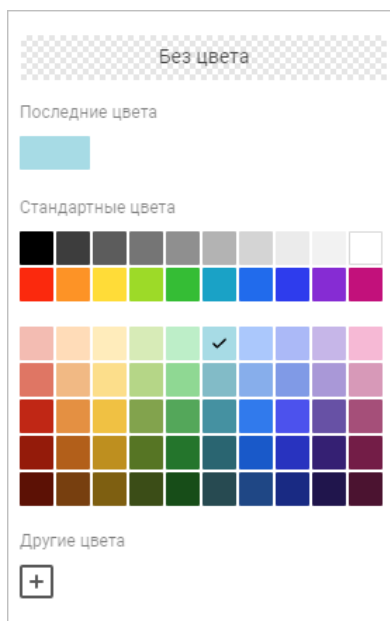 Без цвета
Последние цвета
Стандартные цвета
Другие цвета